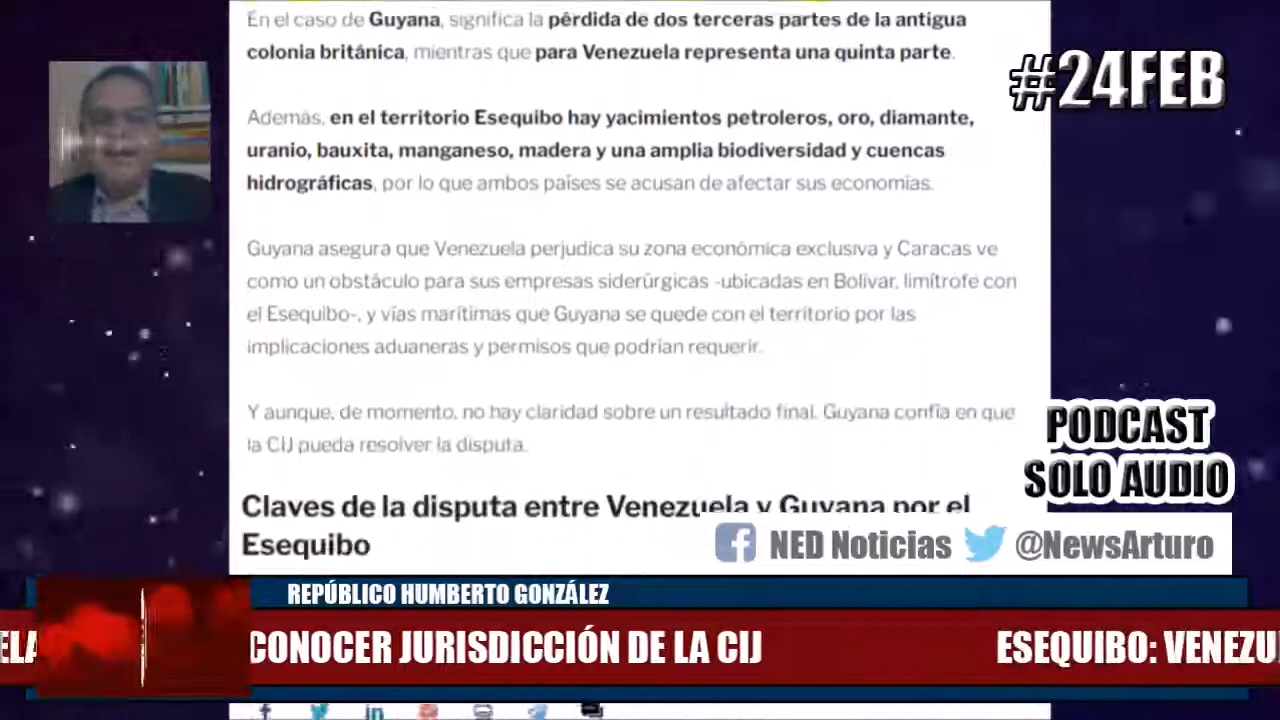 En el caso de Guyana, significa la pérdida de dos terceras partes de la antigua
colonia británica, mientras que para Venezuela representa una quinta parte.
#24FEB
Además, en el territorio Esequibo hay yacimientos petroleros, oro, diamante,
uranio, bauxita, manganeso, madera y una amplia biodiversidad y cuencas
hidrográficas, por lo que ambos países se acusan de afectar sus economías.
Guyana asegura que Venezuela perjudica su zona económica exclusiva y Caracas ve
como un obstáculo para sus empresas siderúrgicas -ubicadas en Bolívar, limítrofe con
el Esequibo-, y vías marítimas que Guyana se quede con el territorio por las
implicaciones aduaneras y permisos que podrían requerir.
Y aunque, de momento, no hay claridad sobre un resultado final, Guyana confía en que
la CIJ pueda resolver la disputa.
PODCAST
SOLO AUDIO
Claves de la disputa entre Venezuela y Guyana por el
Esequibo
NED Noticias @NewsArturo
REPÚBLICO HUMBERTO GONZÁLEZ
ELA CONOCER JURISDICCIÓN DE LA CIJ ESEQUIBO: VENEZU